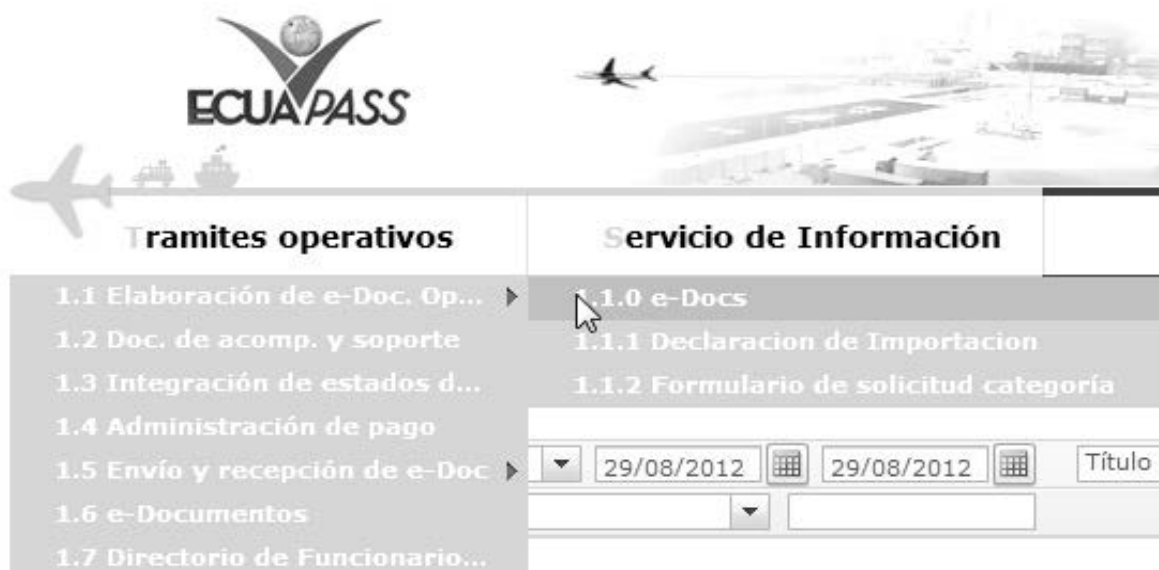 ECUAPASS
Tramites operativos
Servicio de Información
1.1 Elaboración de e-Doc. Op...
1.1.0 e-Docs
1.2 Doc. de acomp. y soporte
1.1.1 Declaracion de Importacion
1.3 Integración de estados d...
1.1.2 Formulario de solicitud categoría
1.4 Administración de pago
1.5 Envío y recepción de e-Doc
29/08/2012
29/08/2012
Título
1.6 e-Documentos
1.7 Directorio de Funcionario...